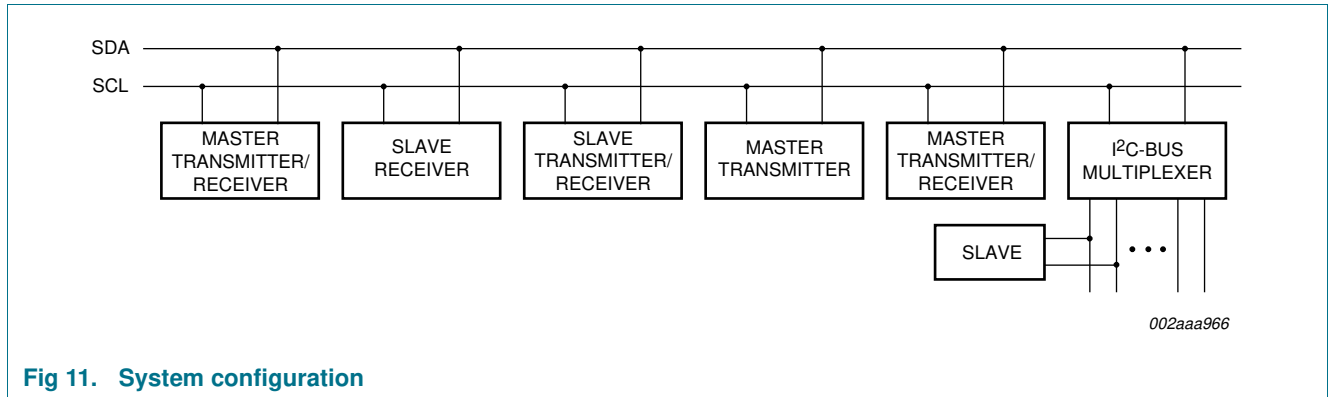 SDA
SCL
MASTER
TRANSMITTER/
RECEIVER
SLAVE
RECEIVER
SLAVE
TRANSMITTER/
RECEIVER
MASTER
TRANSMITTER
MASTER
TRANSMITTER/
RECEIVER
I²C-BUS
MULTIPLEXER
SLAVE
002aaa966
Fig 11. System configuration